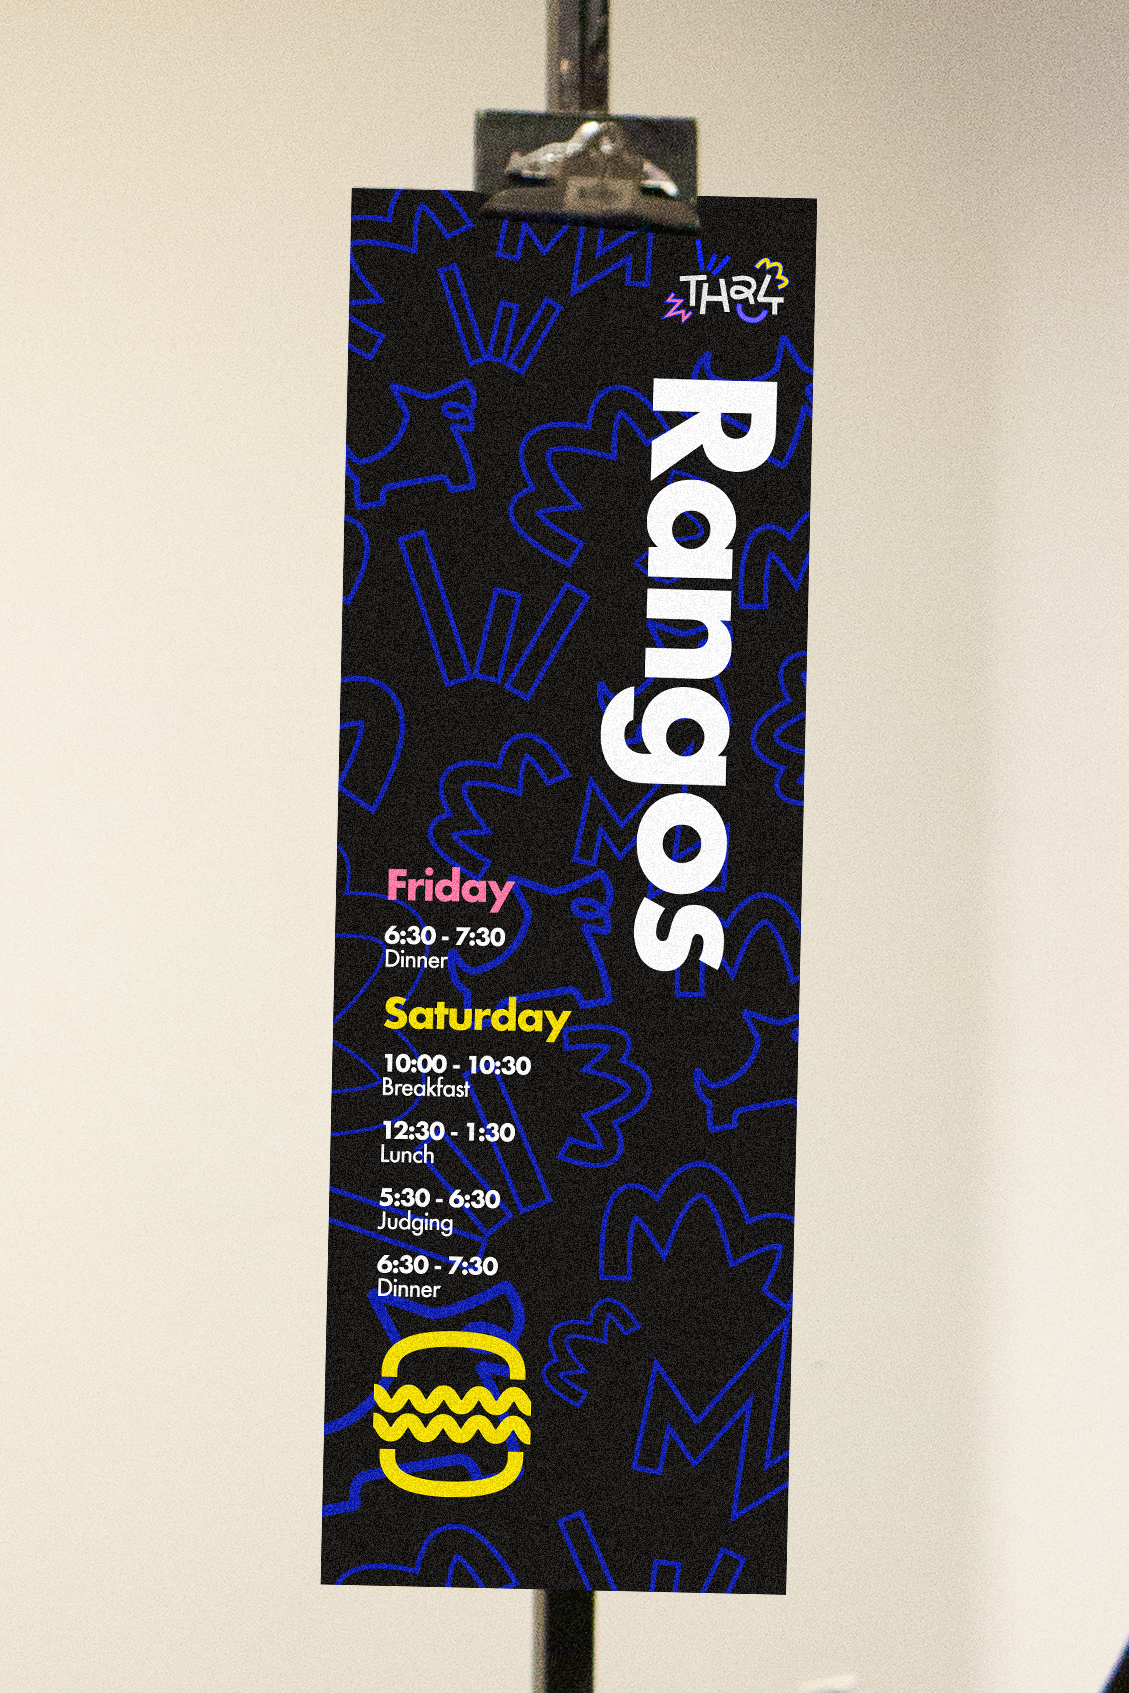 THa4
Rangos
Friday
6:30 - 7:30
Dinner
Saturday
10:00 - 10:30
Breakfast
12:30 - 1:30
Lunch
5:30 - 6:30
Judging
6:30 - 7:30
Dinner